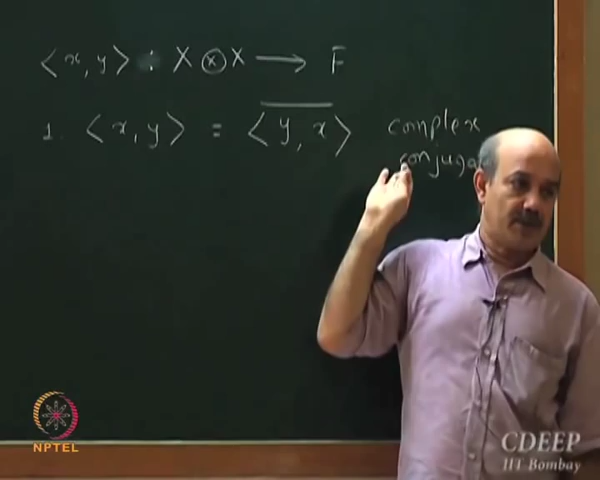 <x, y> : X ⊗ X ⟶ F
1. <x, y> = <y, x>̅ complex
conjuga
NPTEL
CDEEP
IIT Bombay